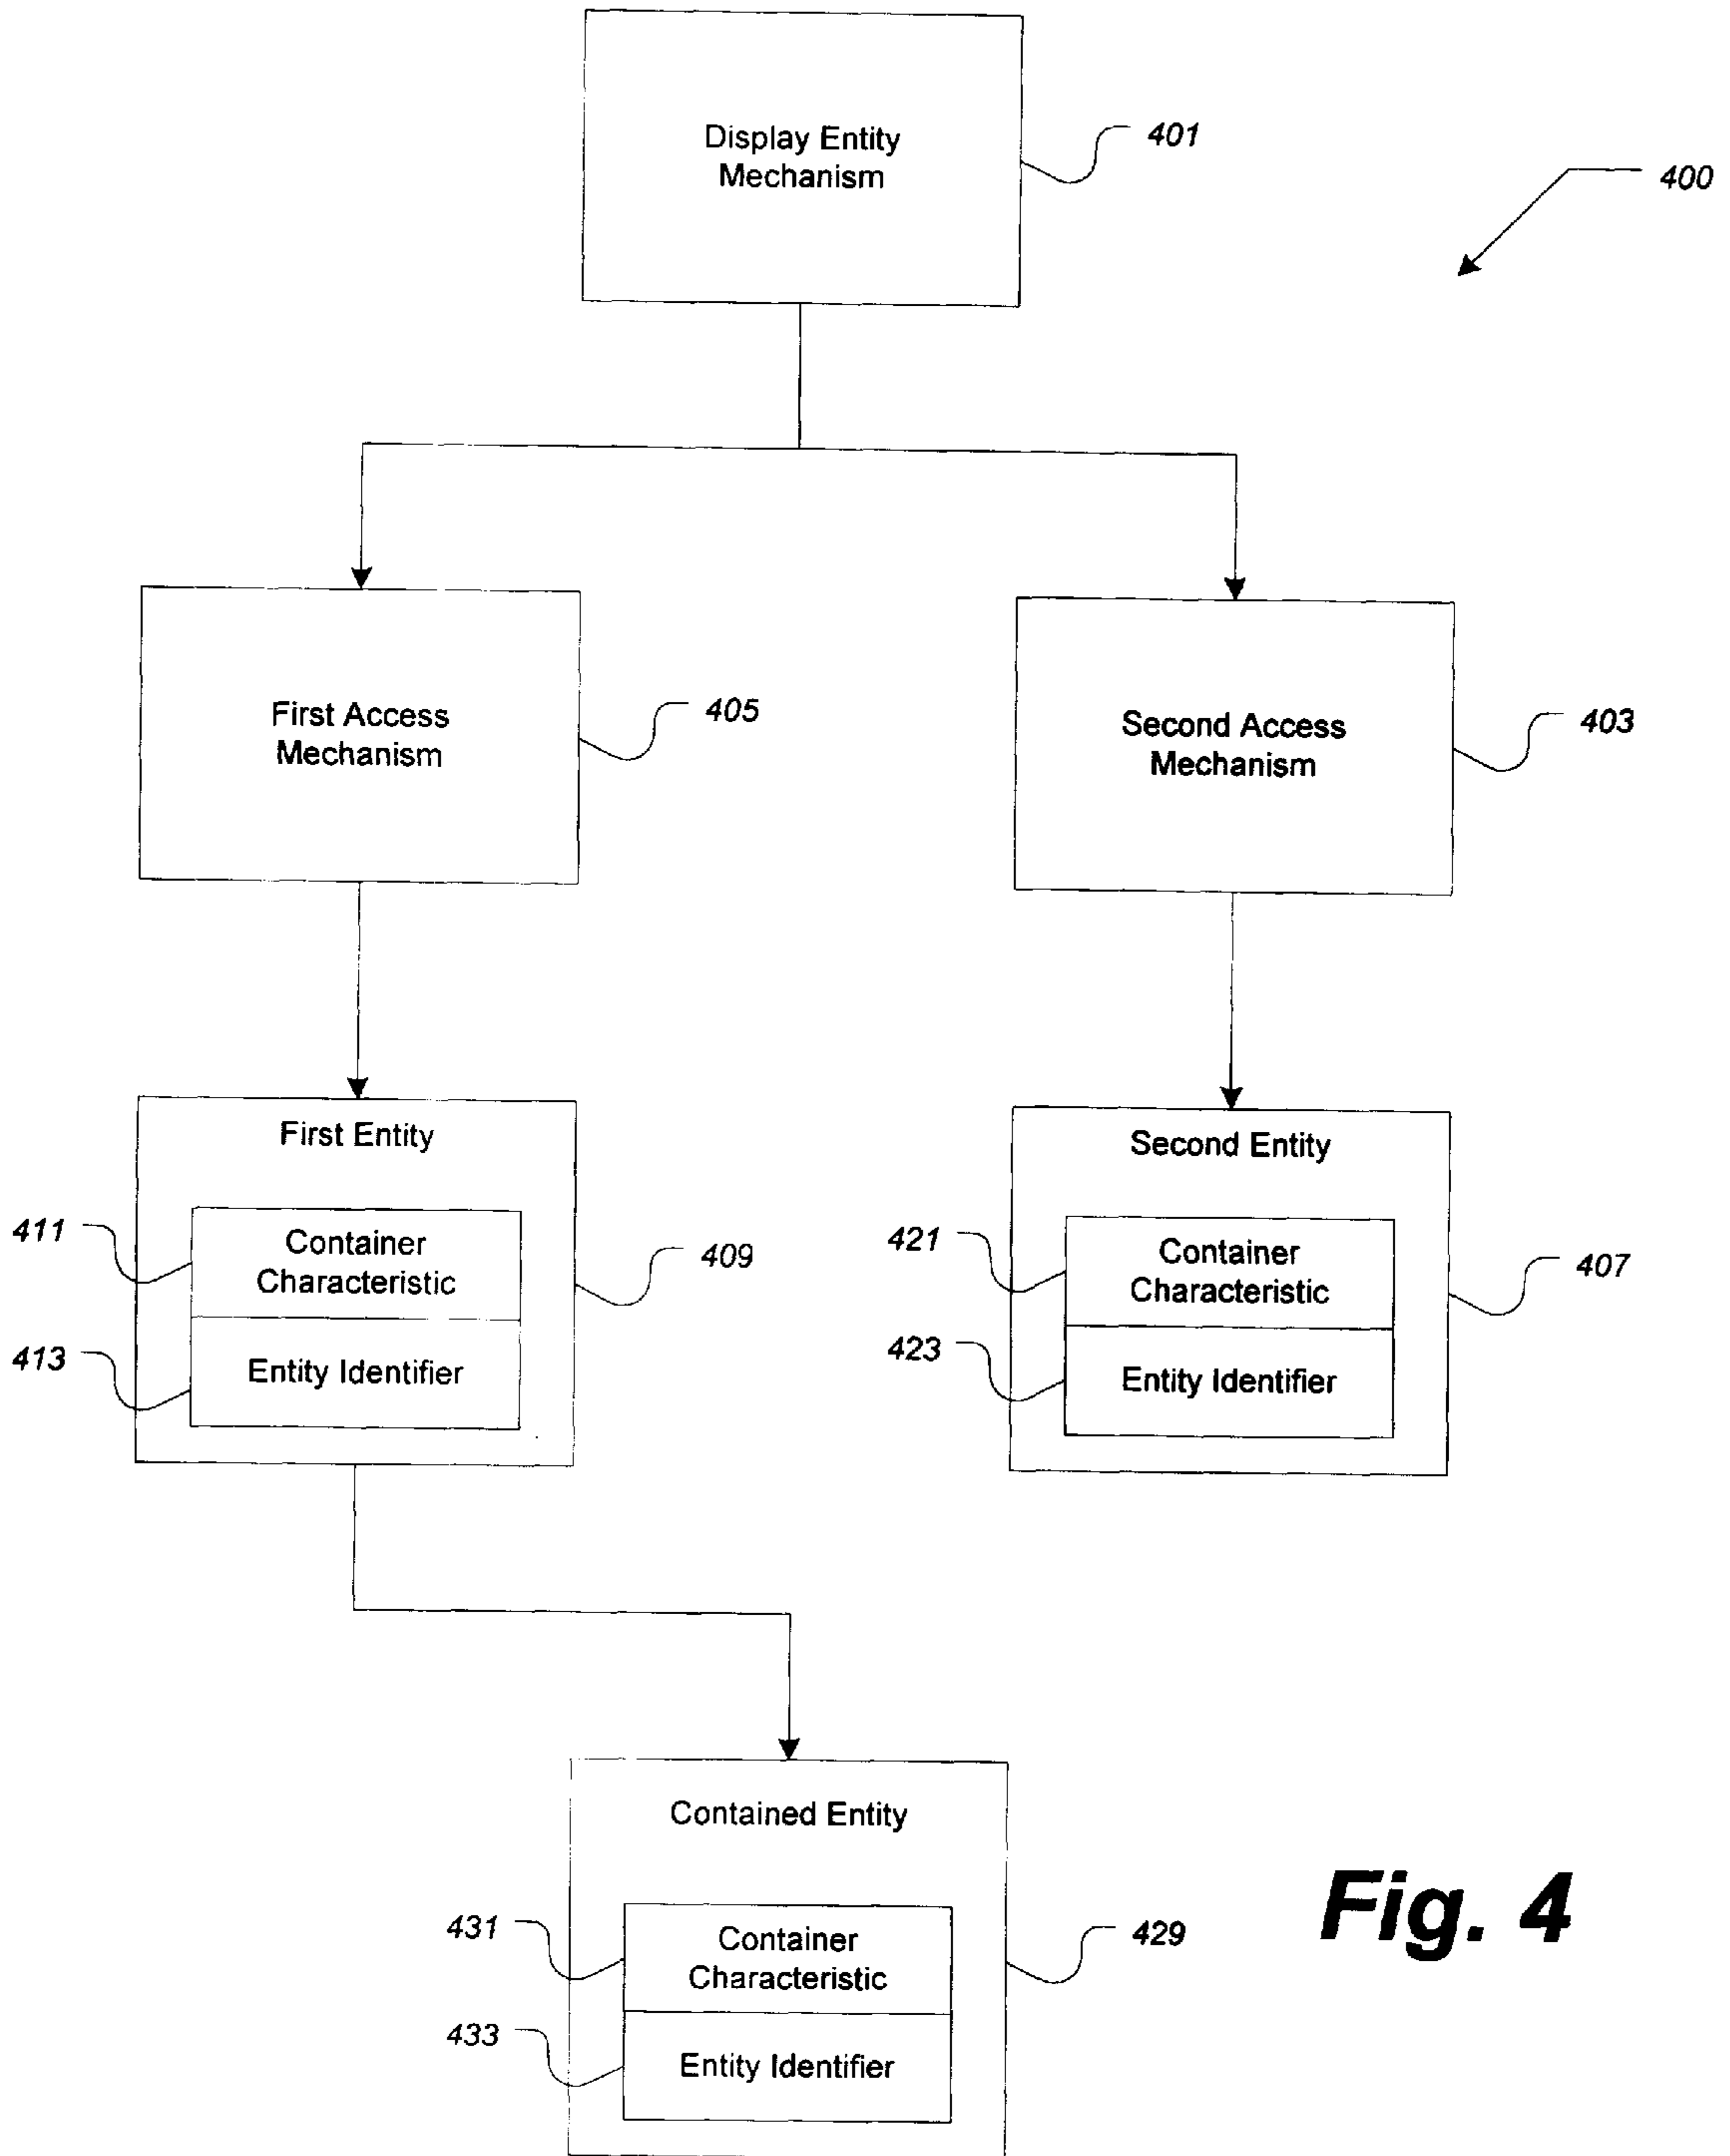 Display Entity
Mechanism
401
400
First Access
Mechanism
405
Second Access
Mechanism
403
First Entity
411
Container
Characteristic
409
413
Entity Identifier
Second Entity
421
Container
Characteristic
407
423
Entity Identifier
Contained Entity
431
Container
Characteristic
429
433
Entity Identifier
Fig. 4